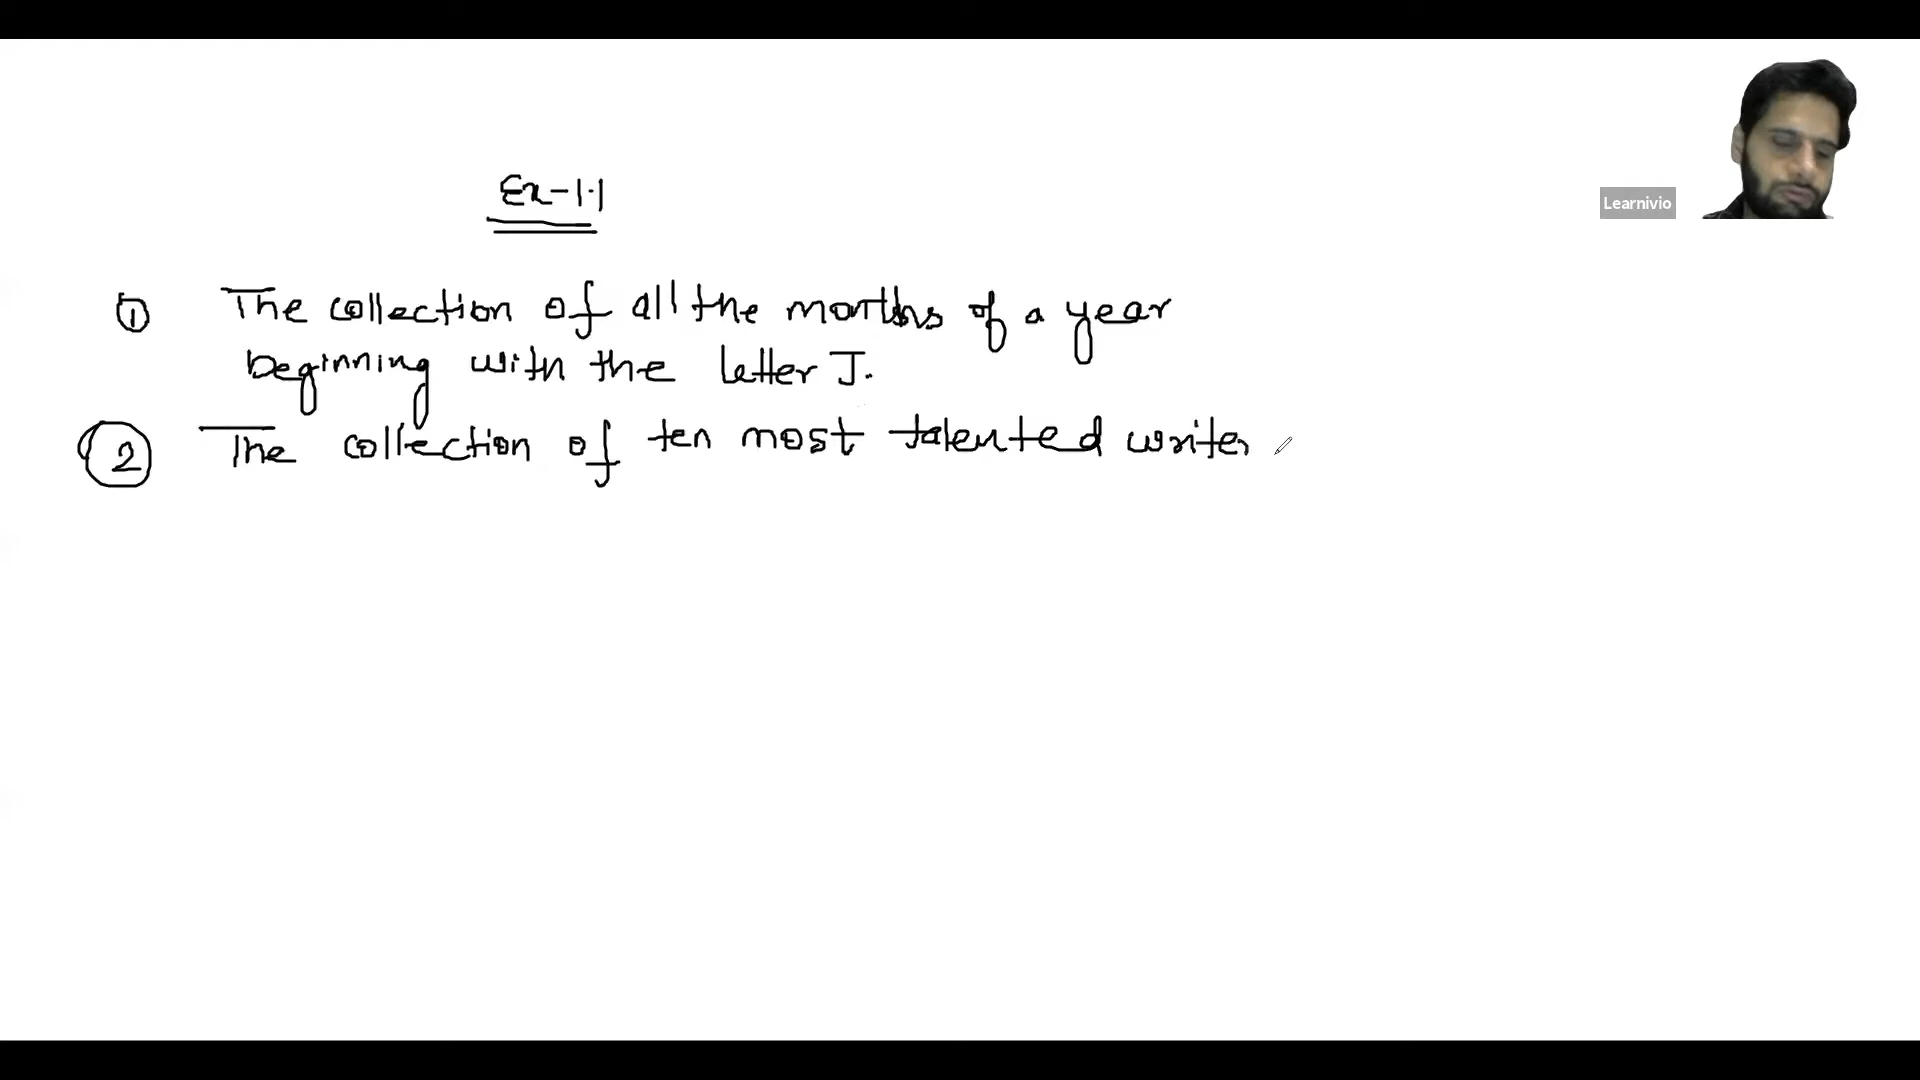 Ex-1.1
Learnivio
① The collection of all the months of a year
beginning with the letter J.
② The collection of ten most talented writer